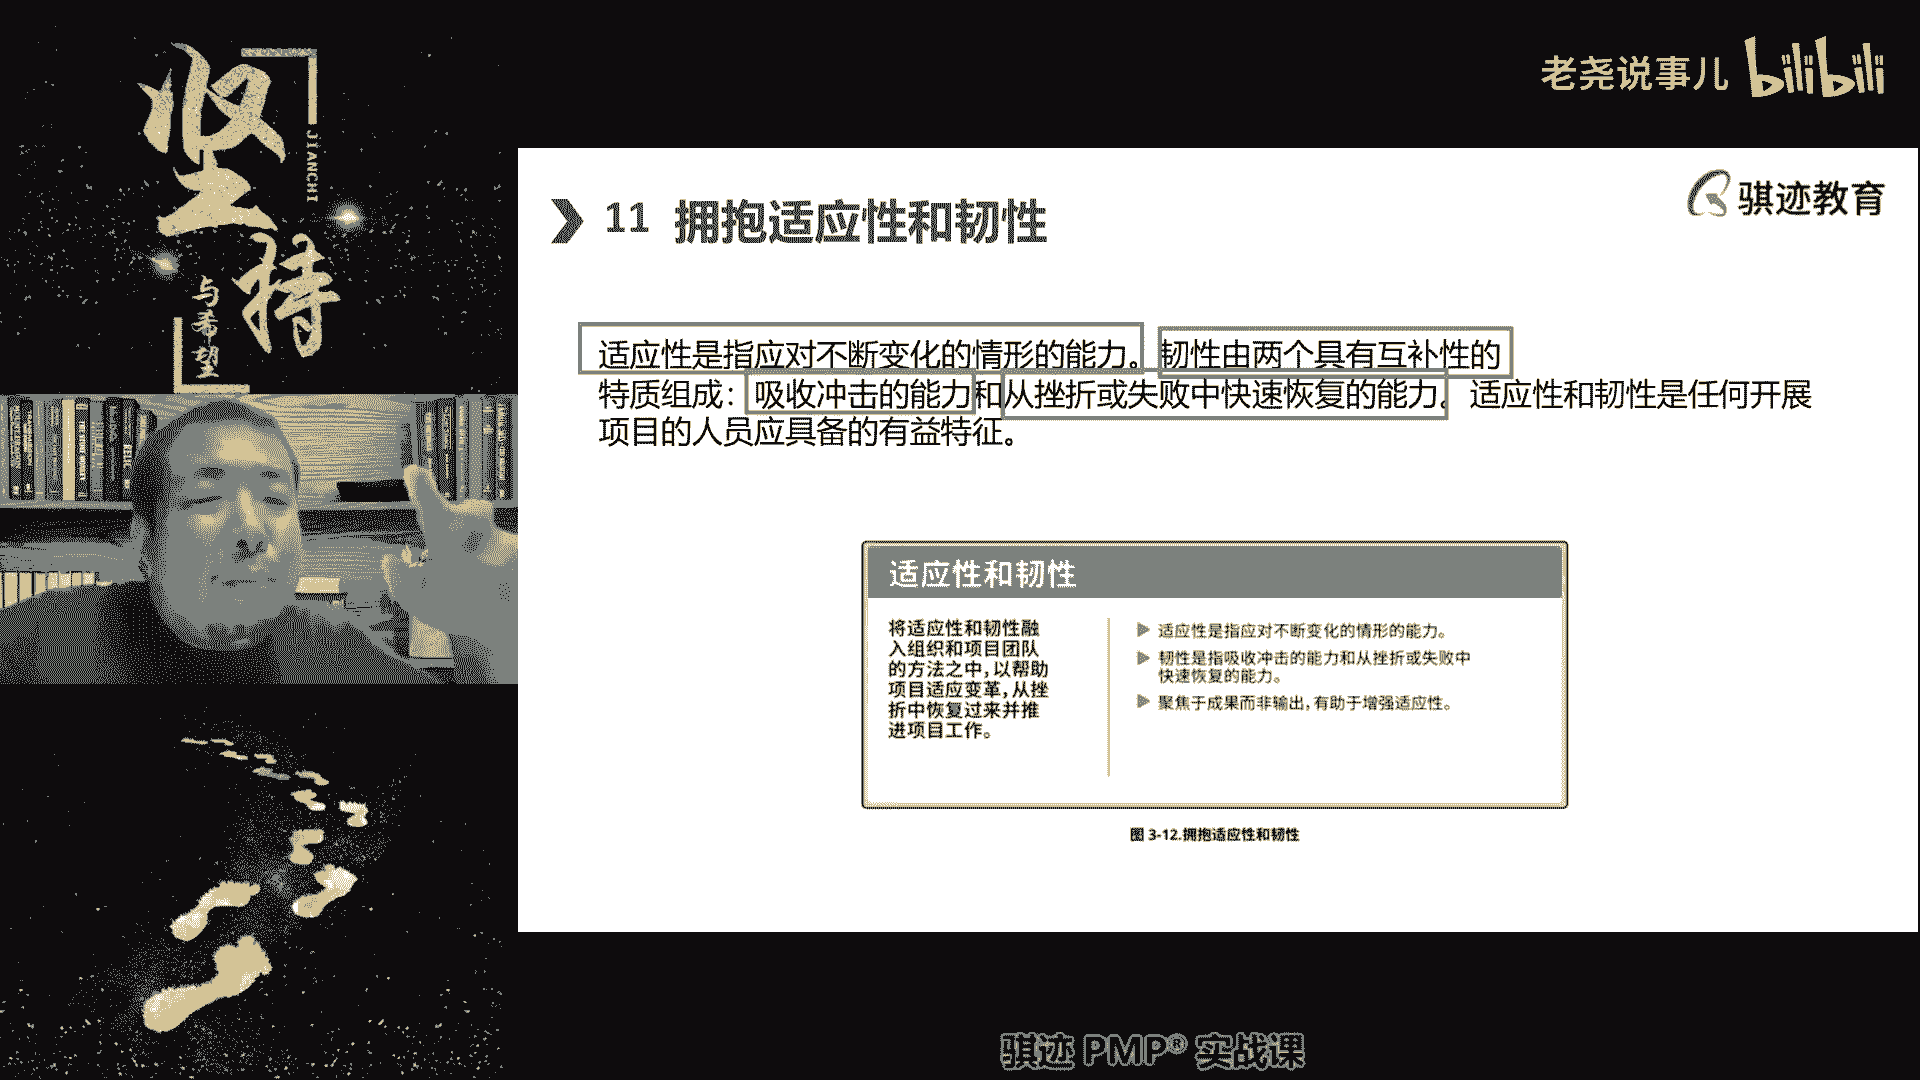 坚持
JIANCHI
与希望
老尧说事儿 bilibili
骐迹教育
11 拥抱适应性和韧性
适应性是指应对不断变化的情形的能力。韧性由两个具有互补性的
特质组成：吸收冲击的能力和从挫折或失败中快速恢复的能力。适应性和韧性是任何开展
项目的人员应具备的有益特征。
适应性和韧性
将适应性和韧性融
入组织和项目团队
的方法之中，以帮助
项目适应变革，从挫
折中恢复过来并推
进项目工作。
适应性是指应对不断变化的情形的能力。
韧性是指吸收冲击的能力和从挫折或失败中
快速恢复的能力。
聚焦于成果而非输出，有助于增强适应性。
图 3-12.拥抱适应性和韧性
骐迹 PMP® 实战课